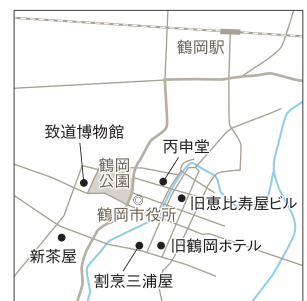 鶴岡駅
致道博物館
丙申堂
鶴岡
公園
旧恵比寿屋ビル
鶴岡市役所
新茶屋
旧鶴岡ホテル
割烹三浦屋